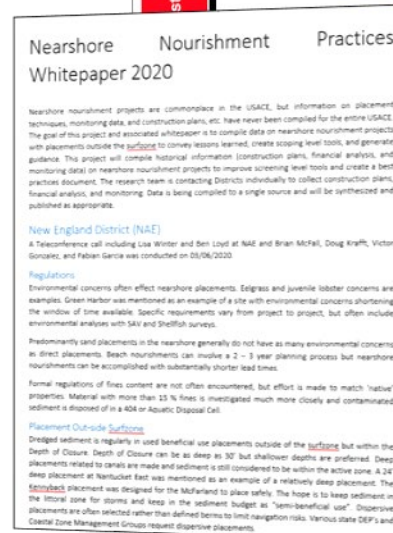 st
Nearshore Nourishment Practices
Whitepaper 2020
Nearshore nourishment projects are commonplace in the USACE, but information on placement
techniques, monitoring data, and construction plans, etc. have never been compiled for the entire USACE.
The goal of this project and associated whitepaper is to compile data on nearshore nourishment projects
with placements outside the surfzone to convey lessons learned, create scoping level tools, and generate
guidance. This project will compile historical information (construction plans, financial analysis, and
monitoring data) on nearshore nourishment projects to improve screening level tools and create a best
practices document. The research team is contacting Districts individually to collect construction plans,
financial analysis, and monitoring. Data is being compiled to a single source and will be synthesized and
published as appropriate.
New England District (NAE)
A Teleconference call including Lisa Winter and Ben Loyd at NAE and Brian McFall, Doug Krafft, Victor
Gonzalez, and Fabian Garcia was conducted on 03/06/2020.
Regulations
Environmental concerns often effect nearshore placements. Eelgrass and juvenile lobster concerns are
examples. Green Harbor was mentioned as an example of a site with environmental concerns shortening
the window of time available. Specific requirements vary from project to project, but often include
environmental analyses with SAV and Shellfish surveys.
Predominantly sand placements in the nearshore generally do not have as many environmental concerns
as direct placements. Beach nourishments can involve a 2 – 3 year planning process but nearshore
nourishments can be accomplished with substantially shorter lead times.
Formal regulations of fines content are not often encountered, but effort is made to match 'native'
properties. Material with more than 15 % fines is investigated much more closely and contaminated
sediment is disposed of in a 404 or Aquatic Disposal Cell.
Placement Out-side Surfzone
Dredged sediment is regularly in used beneficial use placements outside of the surfzone but within the
Depth of Closure. Depth of Closure can be as deep as 30' but shallower depths are preferred. Deep
placements related to canals are made and sediment is still considered to be within the active zone. A 24'
deep placement at Nantucket East was mentioned as an example of a relatively deep placement. The
Kennyback placement was designed for the McFarland to place safely. The hope is to keep sediment in
the littoral zone for storms and keep in the sediment budget as "semi-beneficial use". Dispersive
placements are often selected rather than defined berms to limit navigation risks. Various state DEP's and
Coastal Zone Management Groups request dispersive placements.